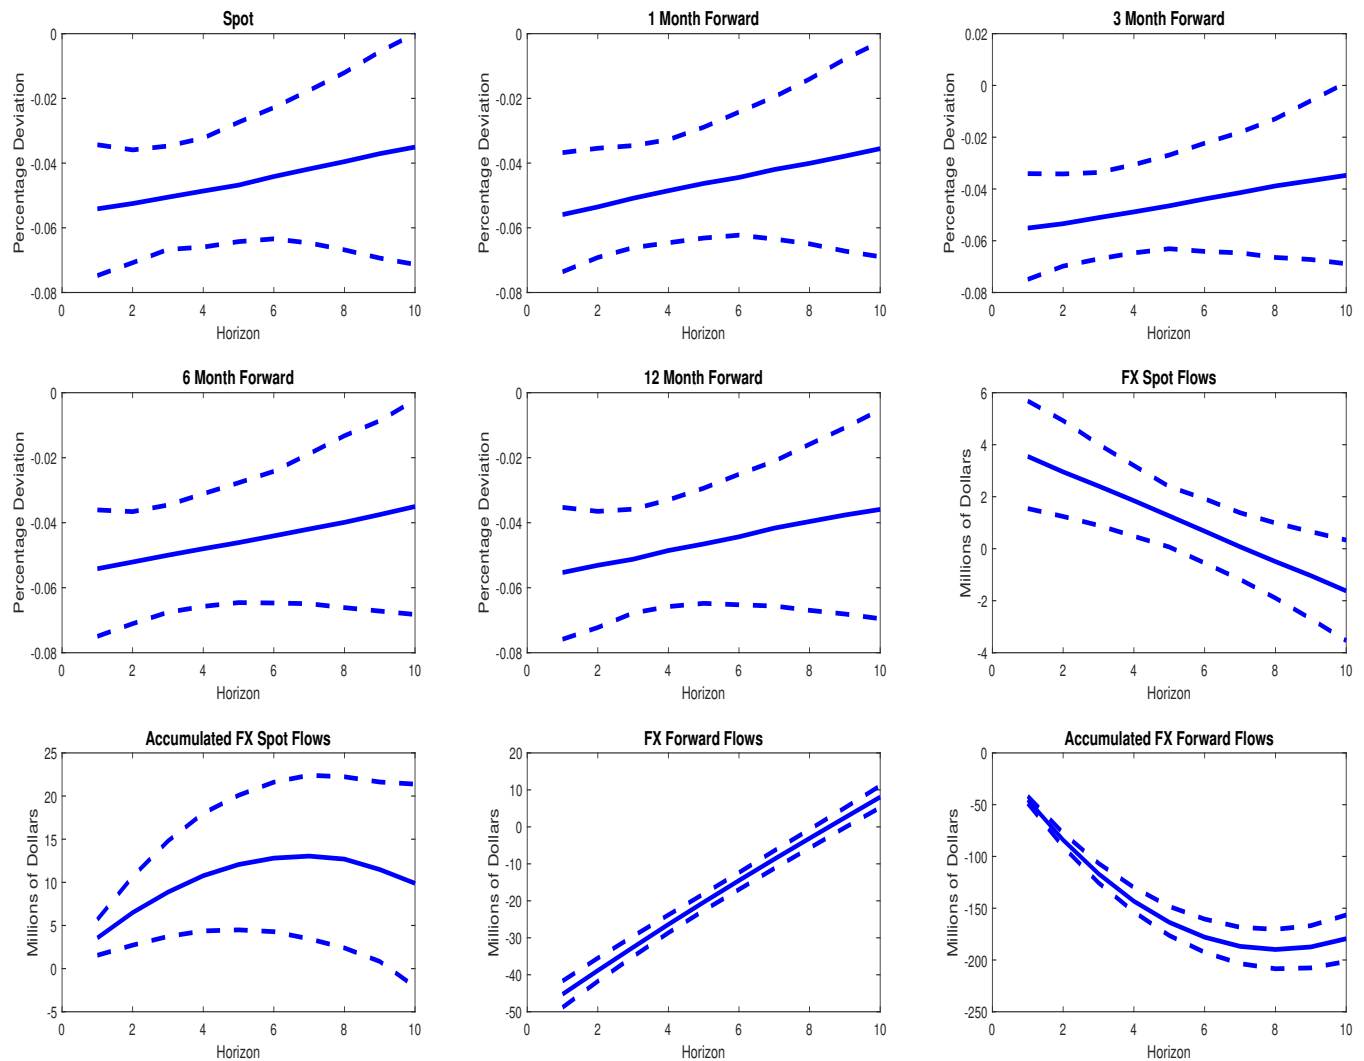 Spot
Percentage Deviation
0
-0.02
-0.04
-0.06
-0.08
0 2 4 6 8 10
Horizon
1 Month Forward
Percentage Deviation
0
-0.02
-0.04
-0.06
-0.08
0 2 4 6 8 10
Horizon
3 Month Forward
Percentage Deviation
0.02
0
-0.02
-0.04
-0.06
-0.08
0 2 4 6 8 10
Horizon
6 Month Forward
Percentage Deviation
0
-0.02
-0.04
-0.06
-0.08
0 2 4 6 8 10
Horizon
12 Month Forward
Percentage Deviation
0
-0.02
-0.04
-0.06
-0.08
0 2 4 6 8 10
Horizon
FX Spot Flows
Millions of Dollars
6
4
2
0
-2
-4
0 2 4 6 8 10
Horizon
Accumulated FX Spot Flows
Millions of Dollars
25
20
15
10
5
0
-5
0 2 4 6 8 10
Horizon
FX Forward Flows
Millions of Dollars
20
10
0
-10
-20
-30
-40
-50
0 2 4 6 8 10
Horizon
Accumulated FX Forward Flows
Millions of Dollars
0
-50
-100
-150
-200
-250
0 2 4 6 8 10
Horizon